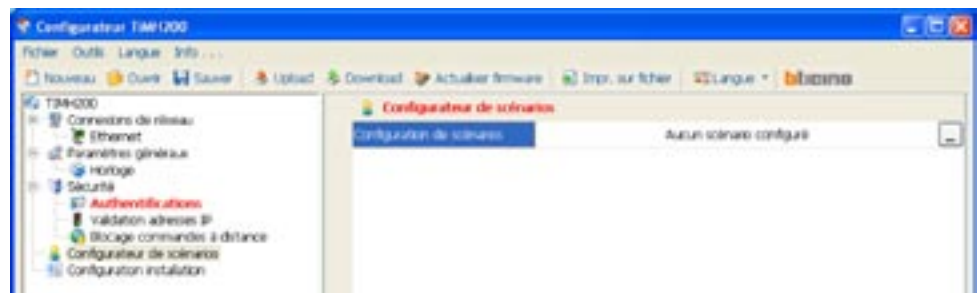 Configurateur TiMH200
Fichier Outils Langue Info ...
Nouveau Ouvrir Sauver Upload Download Actualiser firmware Impr. sur fichier Langue bticino
TiMH200
Connexions de réseau
Ethernet
Paramètres généraux
Horloge
Sécurité
Authentifications
Validation adresses IP
Blocage commandes à distance
Configurateur de scénarios
Configuration installation
Configurateur de scénarios
Configuration de scénarios Aucun scénario configuré ...